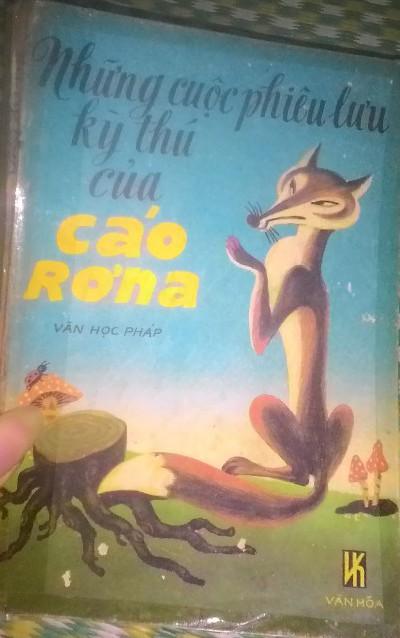 Những cuộc phiêu lưu
kỳ thú
của
cáo
Rơna
VĂN HỌC PHÁP
VĂN HÓA